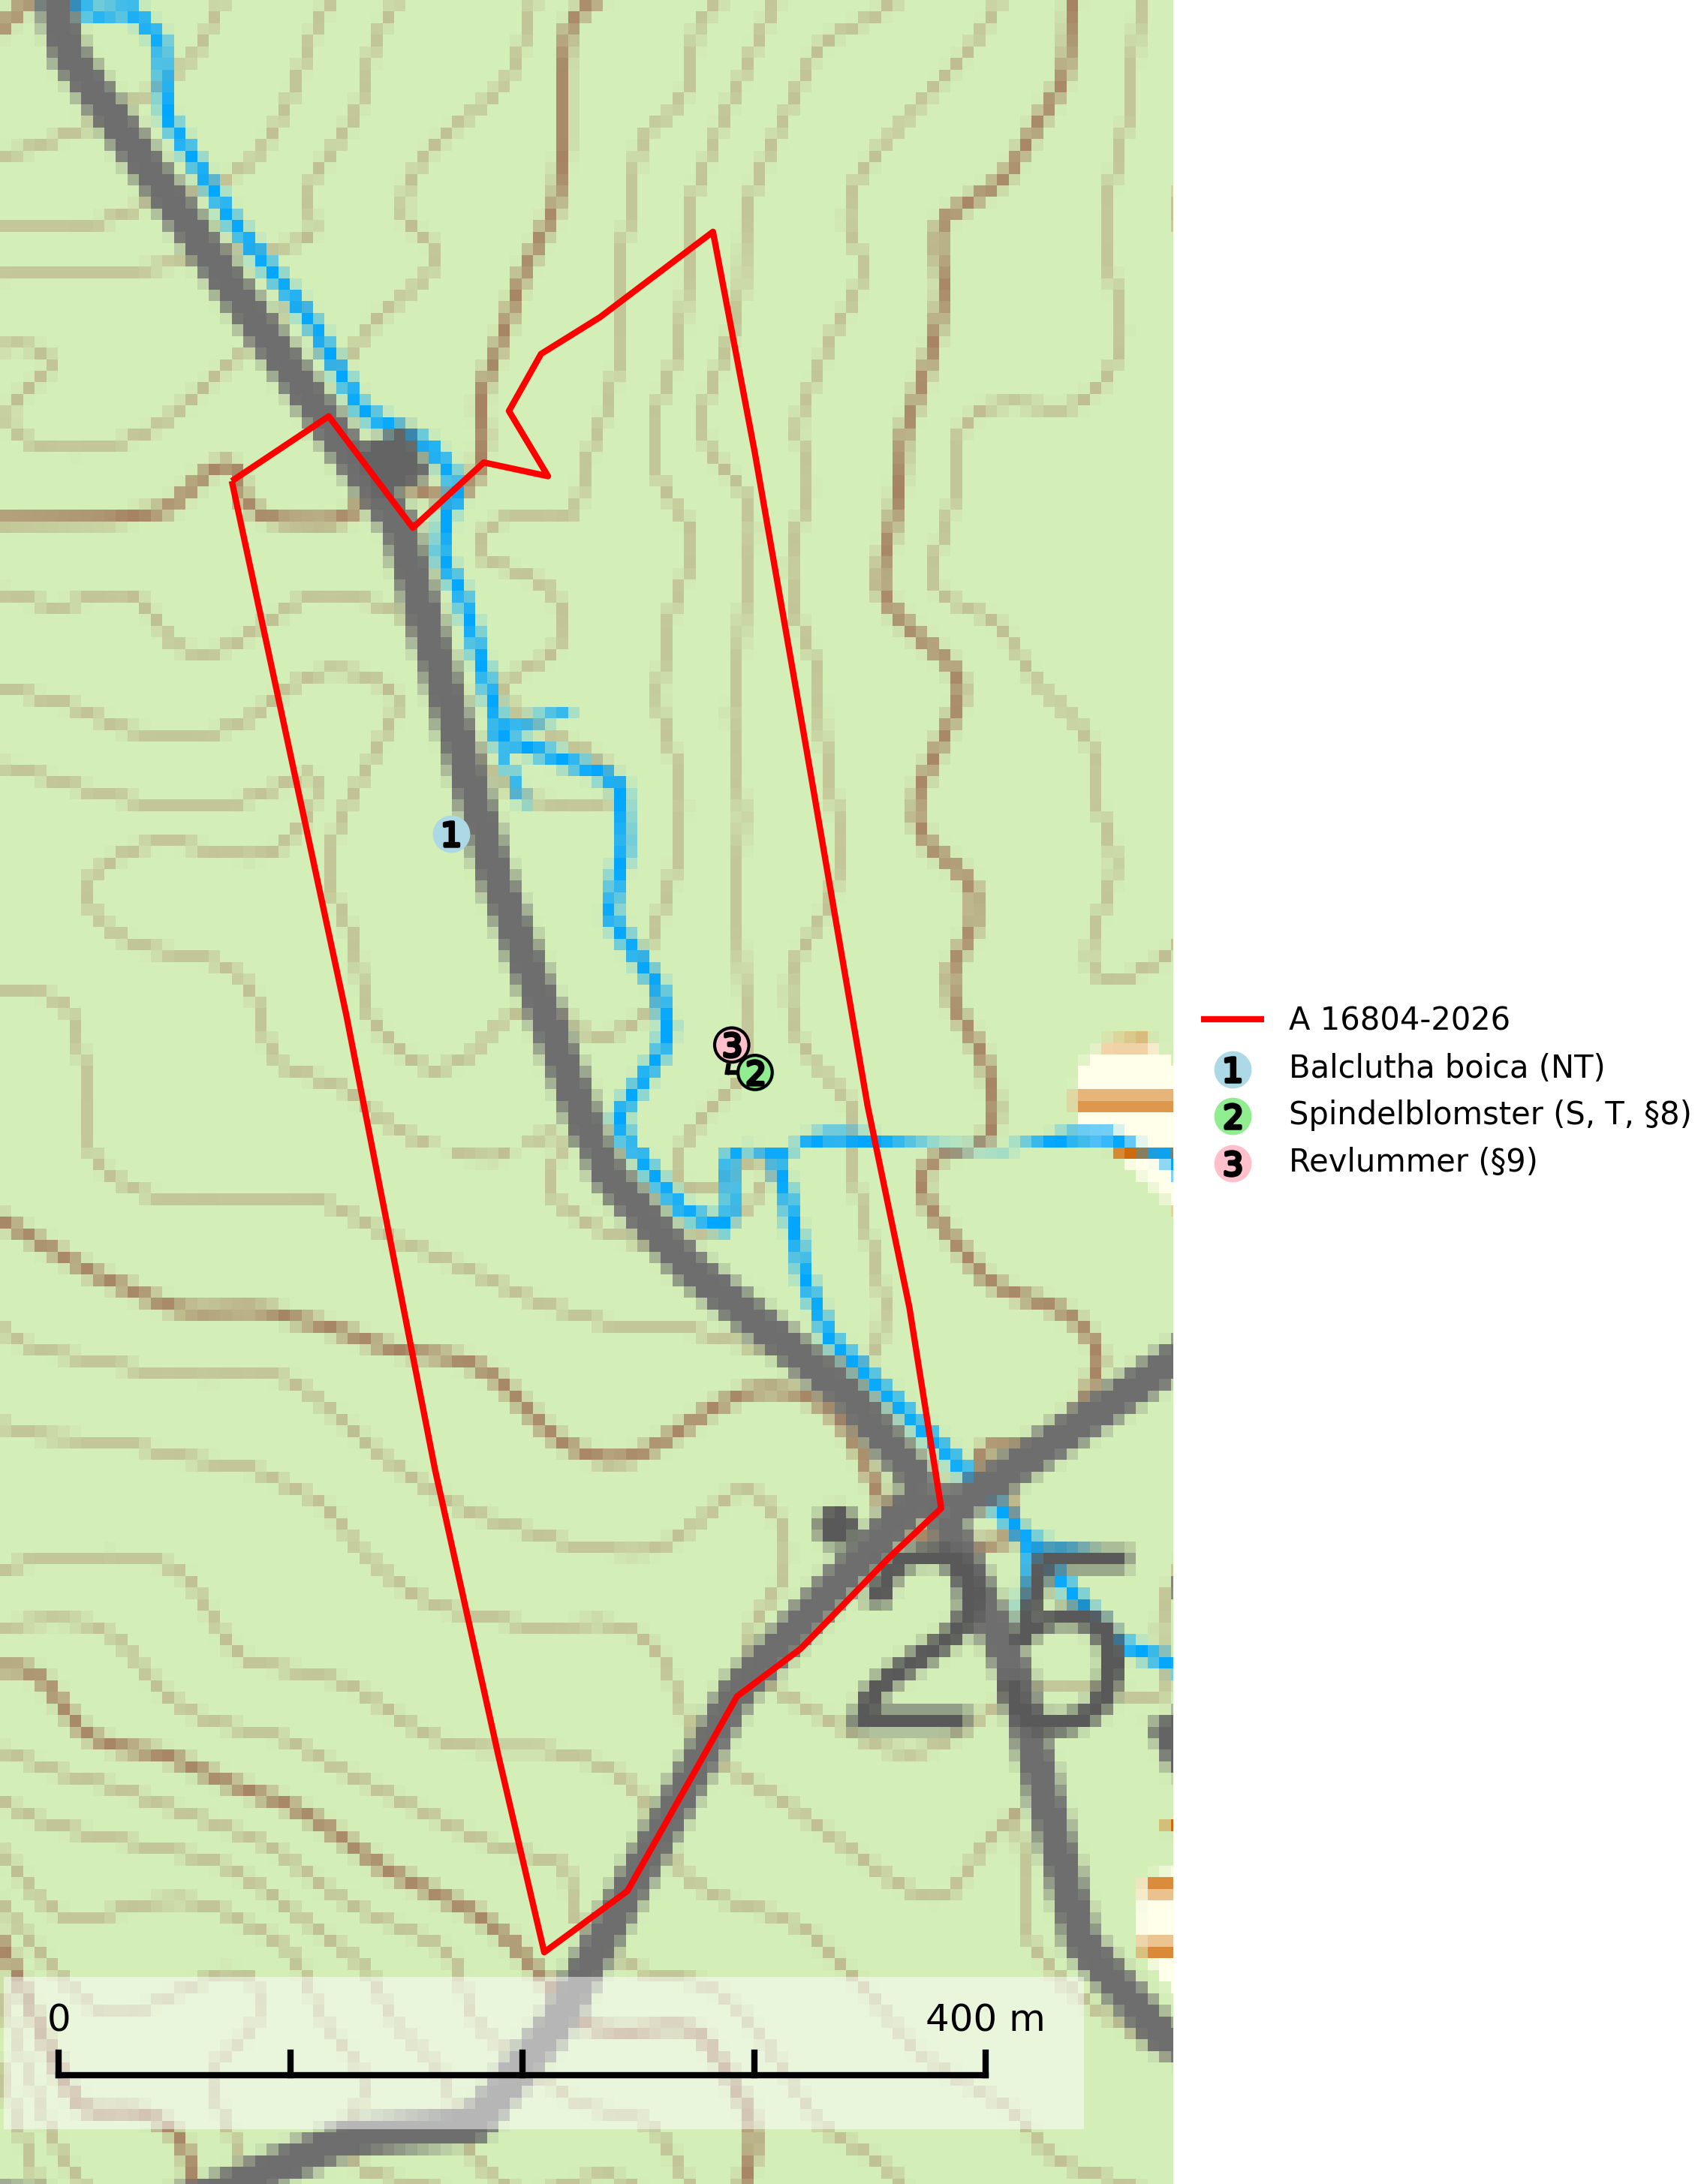 1
3
2
25
0 400 m
A 16804-2026
1 Balclutha boica (NT)
2 Spindelblomster (S, T, §8)
3 Revlummer (§9)